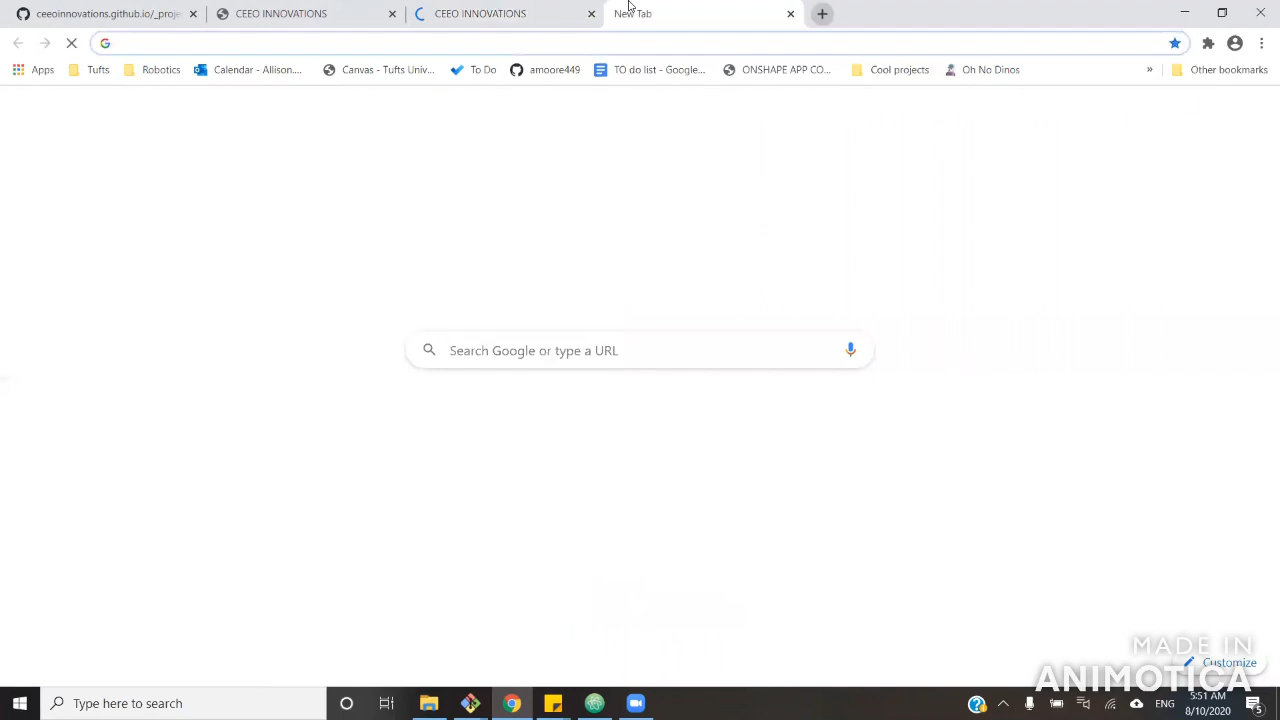 ceeoinnovations.github.io/_proje
CEEO INNOVATIONS
CEEO INNOVATIONS
New Tab
Apps
Tufts
Robotics
Calendar - Allison....
Canvas - Tufts Univ...
To Do
amoore449
TO do list - Google...
ONSHAPE APP CO...
Cool projects
Oh No Dinos
»
Other bookmarks
Search Google or type a URL
MADE IN
Customize
ANIMOTICA
Type here to search
ENG
5:51 AM
8/10/2020
5